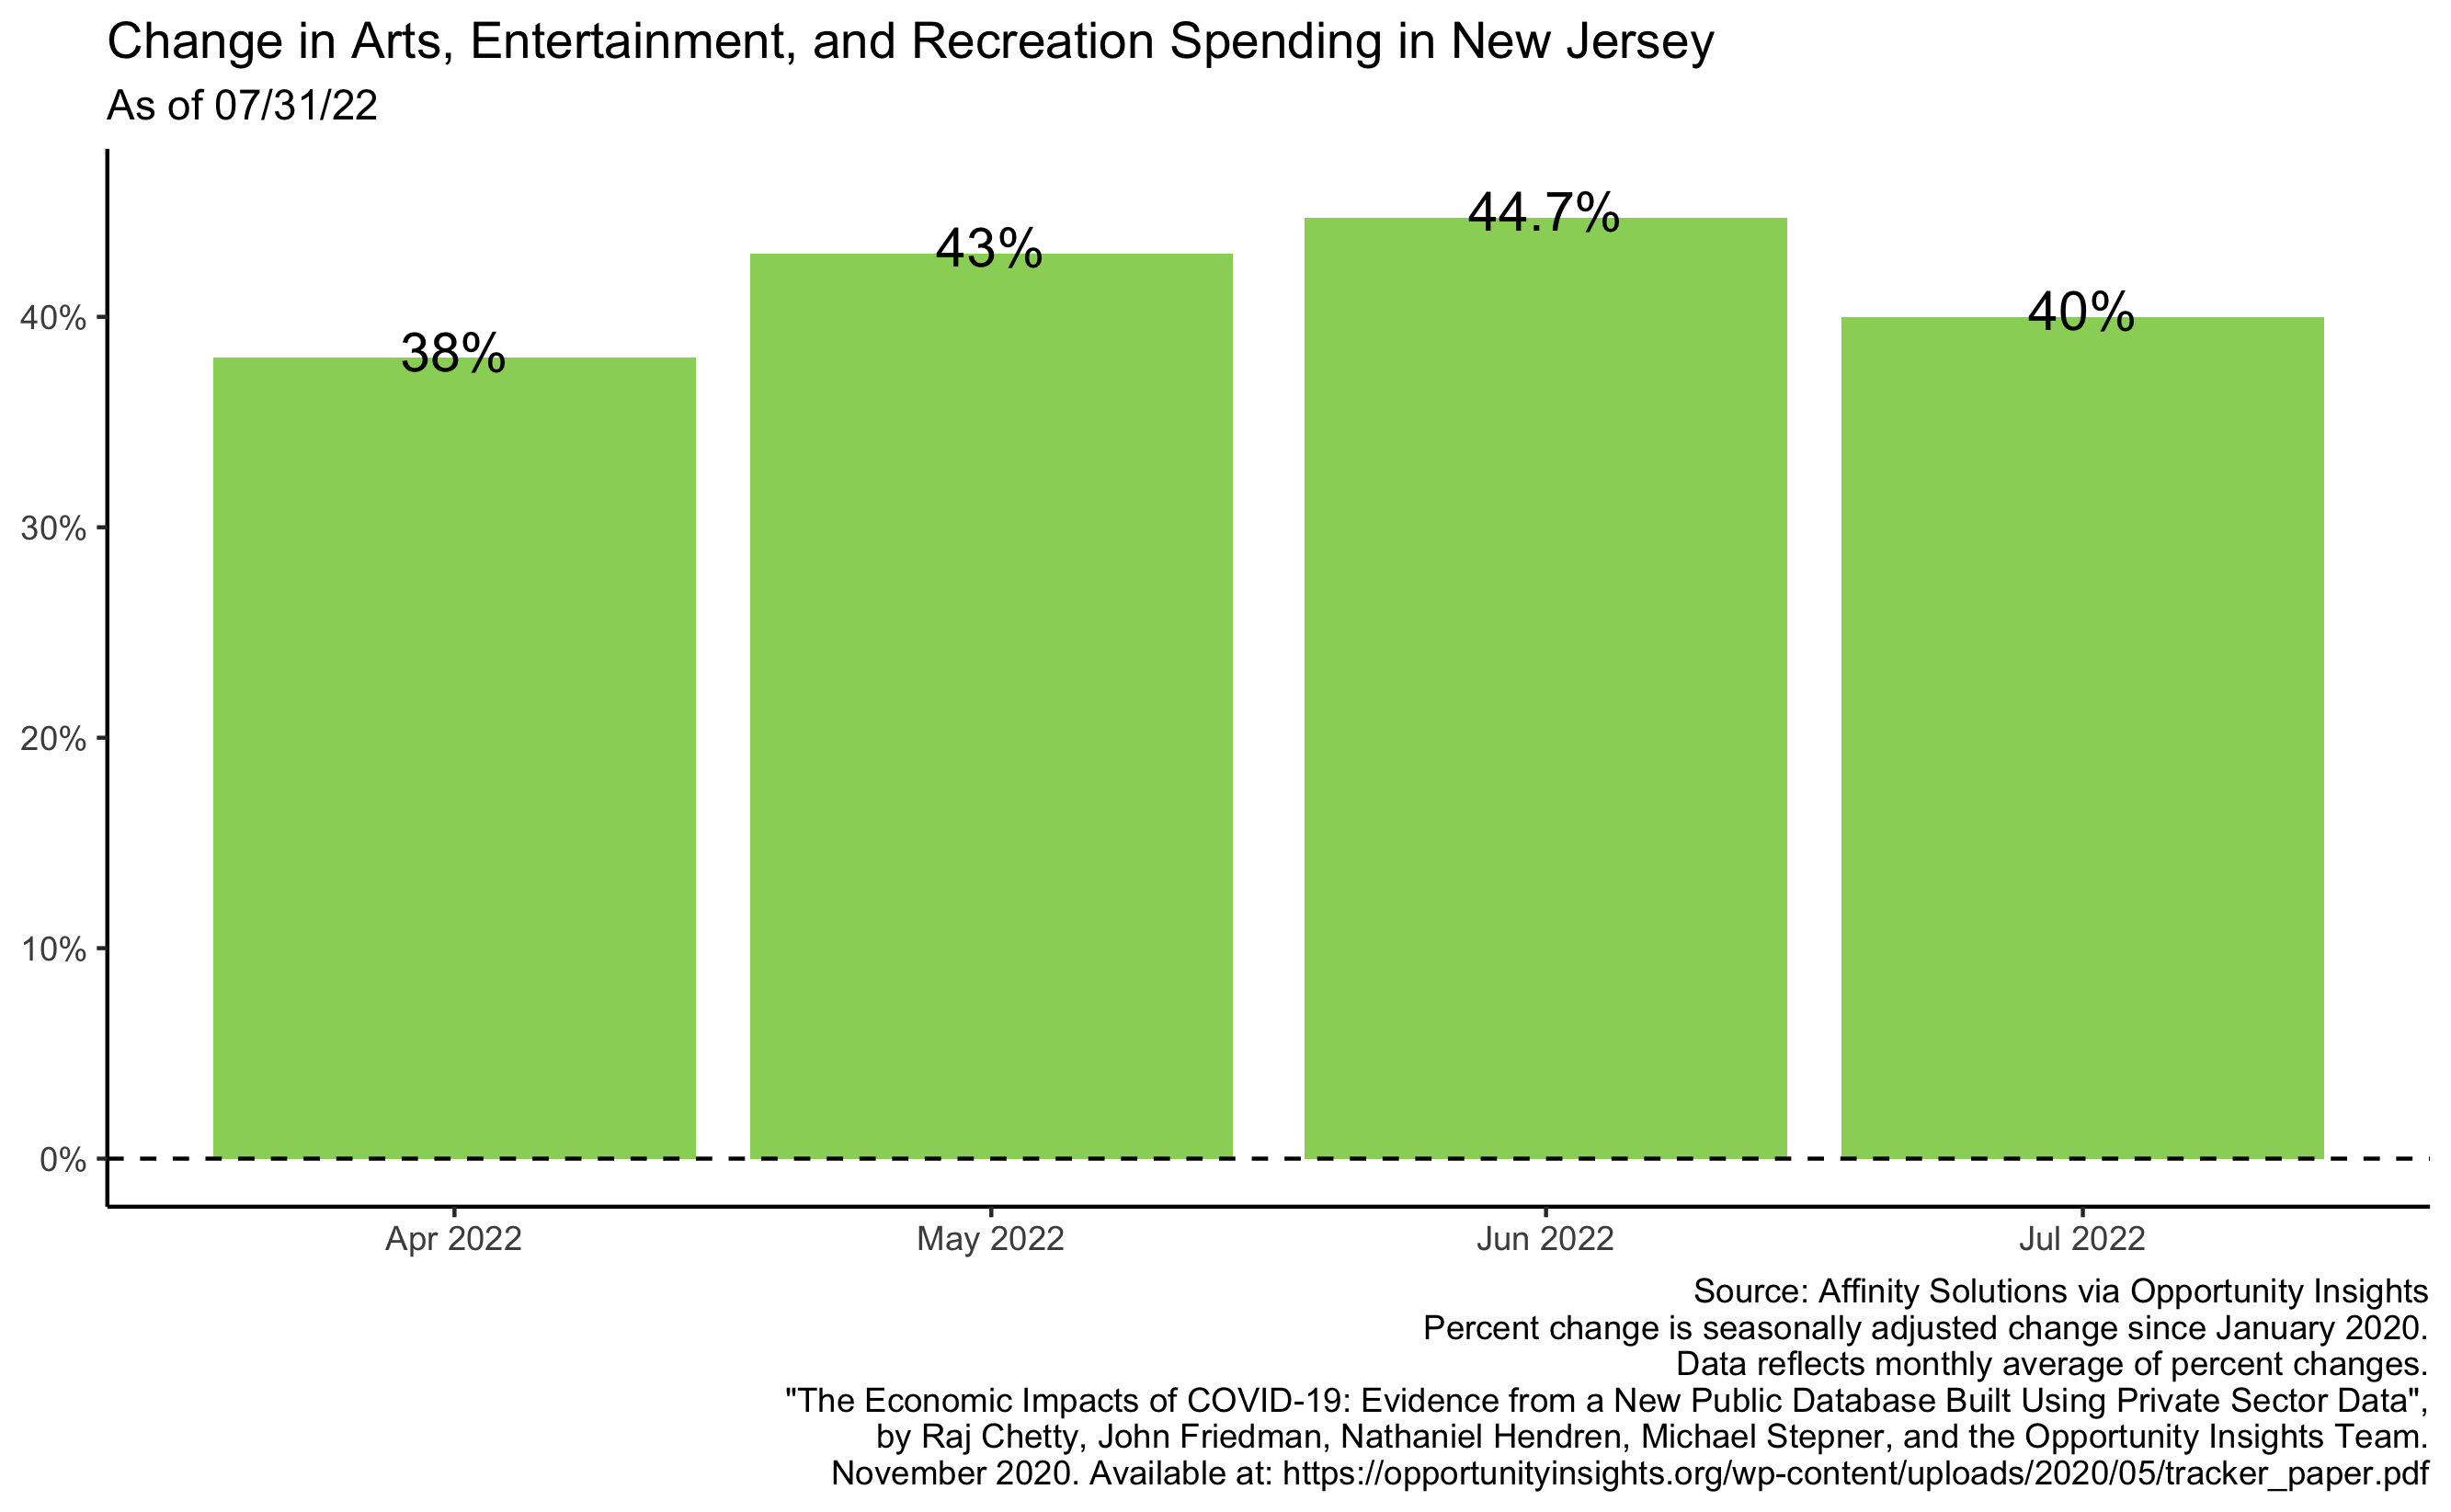 Change in Arts, Entertainment, and Recreation Spending in New Jersey
As of 07/31/22
38%
43%
44.7%
40%
40%
30%
20%
10%
0%
Apr 2022
May 2022
Jun 2022
Jul 2022
Source: Affinity Solutions via Opportunity Insights
Percent change is seasonally adjusted change since January 2020.
Data reflects monthly average of percent changes.
"The Economic Impacts of COVID-19: Evidence from a New Public Database Built Using Private Sector Data",
by Raj Chetty, John Friedman, Nathaniel Hendren, Michael Stepner, and the Opportunity Insights Team.
November 2020. Available at: https://opportunityinsights.org/wp-content/uploads/2020/05/tracker_paper.pdf